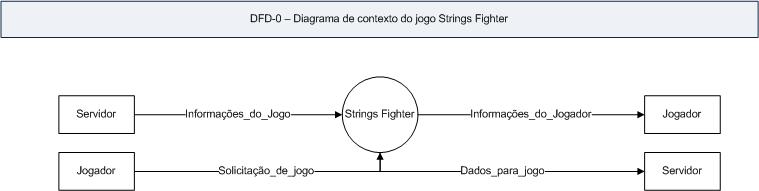 DFD-0 – Diagrama de contexto do jogo Strings Fighter
Servidor
Informações_do_Jogo
Strings Fighter
Informações_do_Jogador
Jogador
Jogador
Solicitação_de_jogo
Dados_para_jogo
Servidor